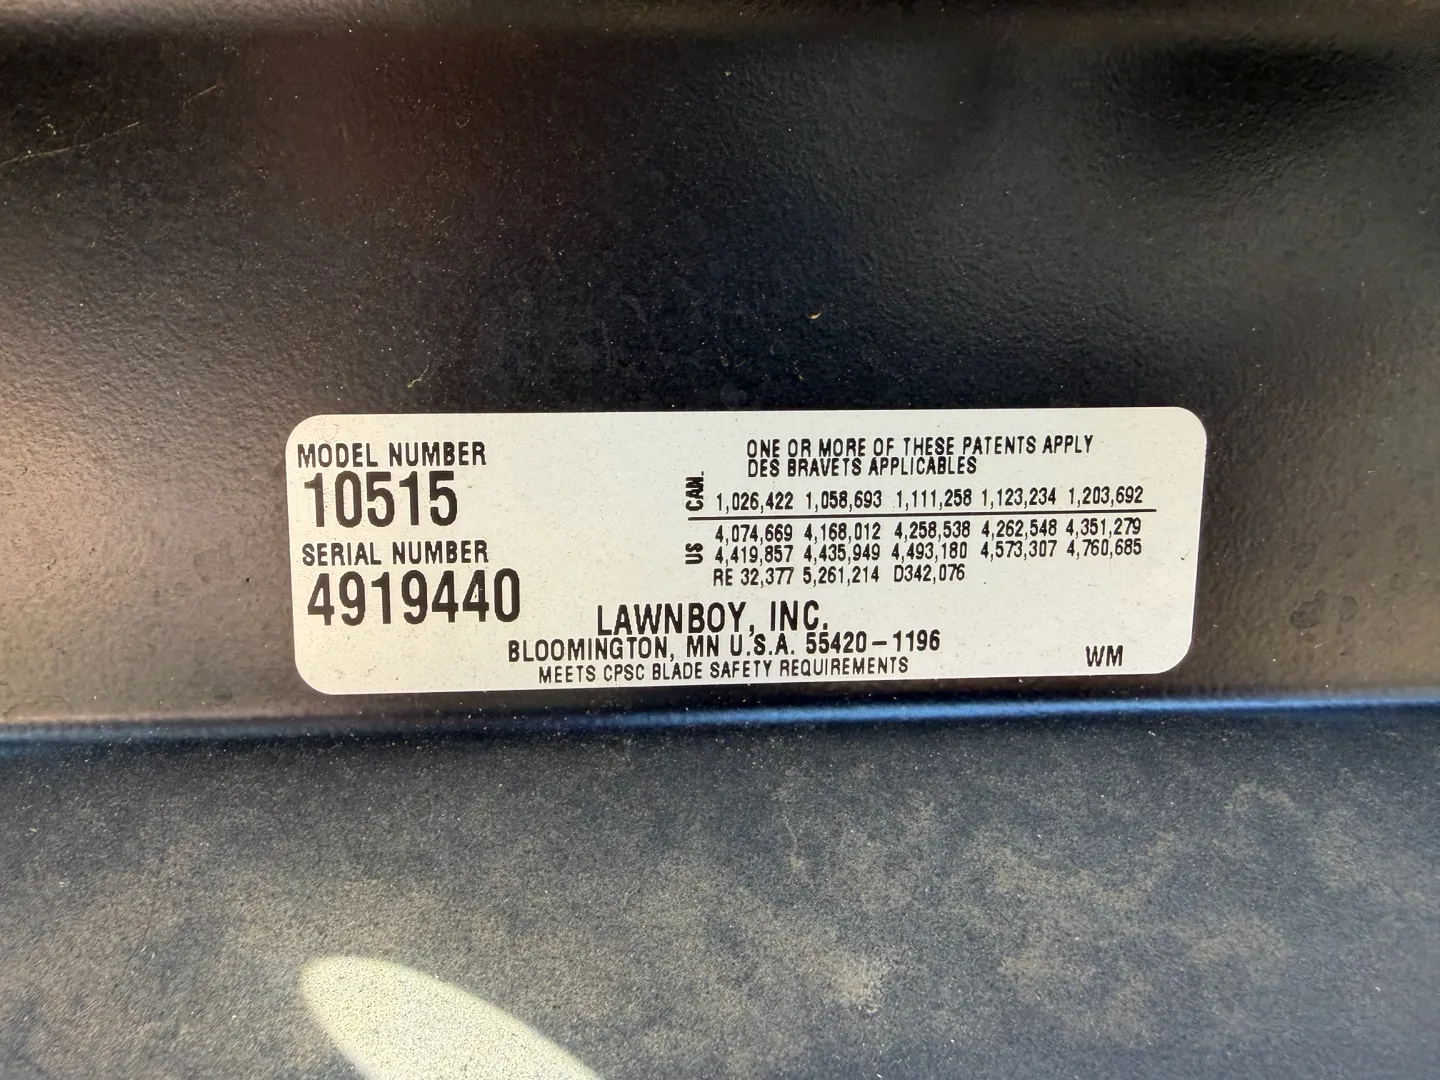 MODEL NUMBER
10515
SERIAL NUMBER
4919440
ONE OR MORE OF THESE PATENTS APPLY
DES BRAVETS APPLICABLES
CAN.
1,026,422 1,058,693 1,111,258 1,123,234 1,203,692
US
4,074,669 4,168,012 4,258,538 4,262,548 4,351,279
4,419,857 4,435,949 4,493,180 4,573,307 4,760,685
RE 32,377 5,261,214 D342,076
LAWNBOY, INC.
BLOOMINGTON, MN U.S.A. 55420-1196
MEETS CPSC BLADE SAFETY REQUIREMENTS
WM